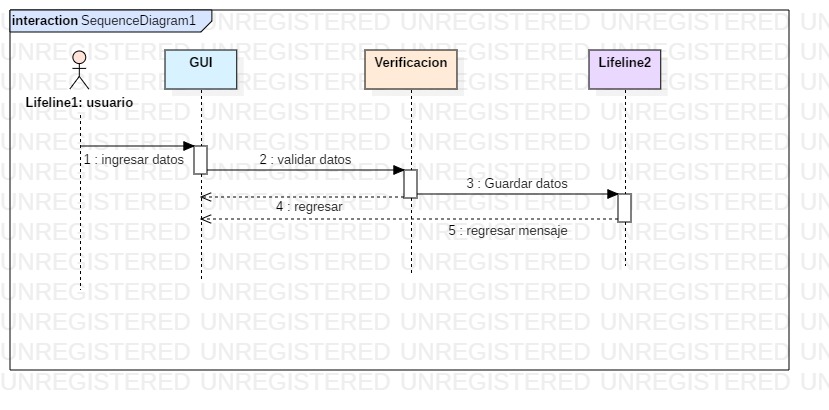 interaction SequenceDiagram1
GUI
Verificacion
Lifeline2
Lifeline1: usuario
1 : ingresar datos
2 : validar datos
3 : Guardar datos
4 : regresar
5 : regresar mensaje
UNREGISTERED UNREGISTERED UNREGISTERED UNREGISTERED